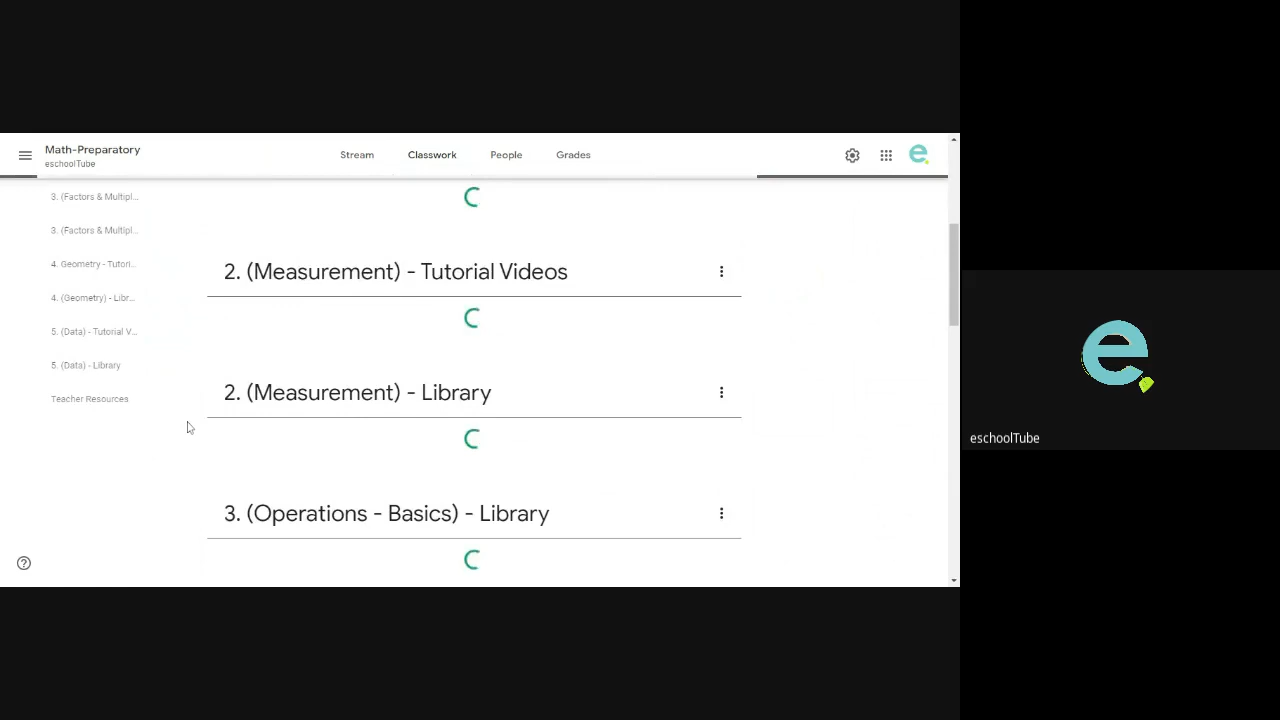 Math-Preparatory
eschoolTube
Stream
Classwork
People
Grades
3. (Factors & Multipl...
3. (Factors & Multipl...
4. Geometry - Tutori...
4. (Geometry) - Libr...
5. (Data) - Tutorial V...
5. (Data) - Library
Teacher Resources
2. (Measurement) - Tutorial Videos
2. (Measurement) - Library
3. (Operations - Basics) - Library
e
eschoolTube